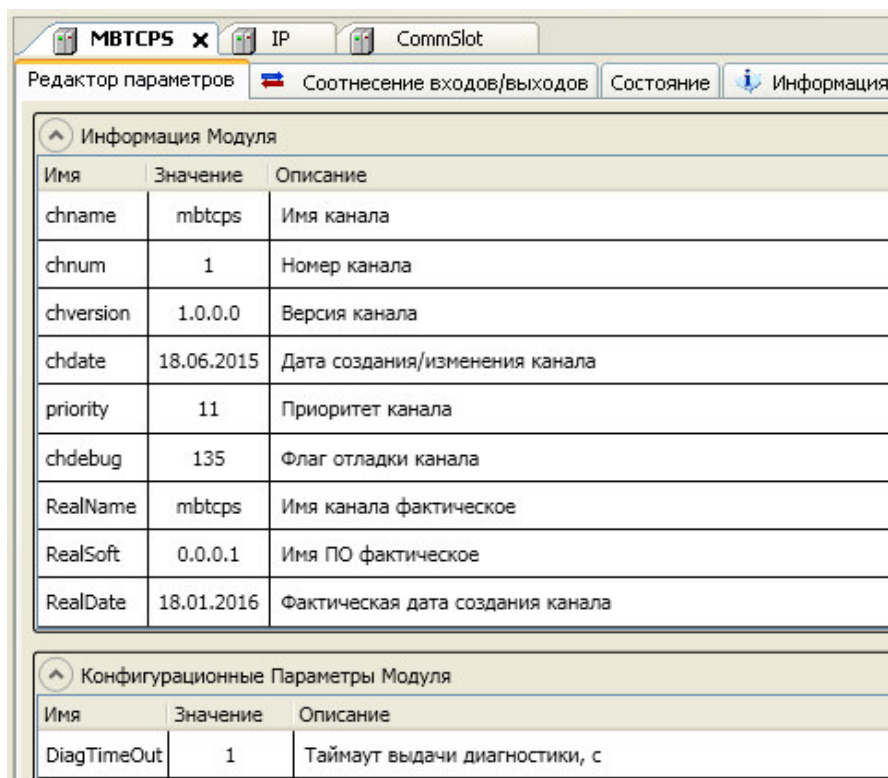 MBTCPS IP CommSlot
Редактор параметров Соотнесение входов/выходов Состояние Информация
Информация Модуля
Имя Значение Описание
chname mbtcps Имя канала
chnum 1 Номер канала
chversion 1.0.0.0 Версия канала
chdate 18.06.2015 Дата создания/изменения канала
priority 11 Приоритет канала
chdebug 135 Флаг отладки канала
RealName mbtcps Имя канала фактическое
RealSoft 0.0.0.1 Имя ПО фактическое
RealDate 18.01.2016 Фактическая дата создания канала
Конфигурационные Параметры Модуля
Имя Значение Описание
DiagTimeOut 1 Таймаут выдачи диагностики, с